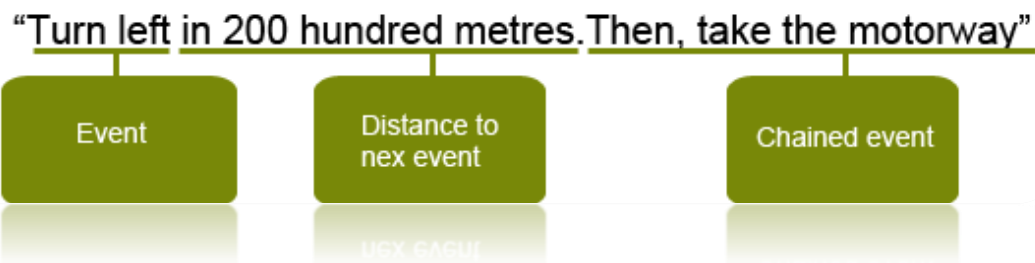 “Turn left in 200 hundred metres.Then, take the motorway”
Event
Distance to
nex event
Chained event